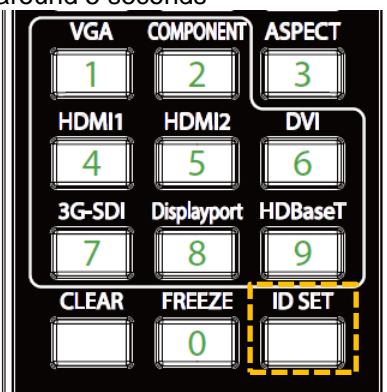 around 5 seconds
VGA COMPONENT ASPECT
1 2 3
HDMI1 HDMI2 DVI
4 5 6
3G-SDI Displayport HDBaseT
7 8 9
CLEAR FREEZE ID SET
0